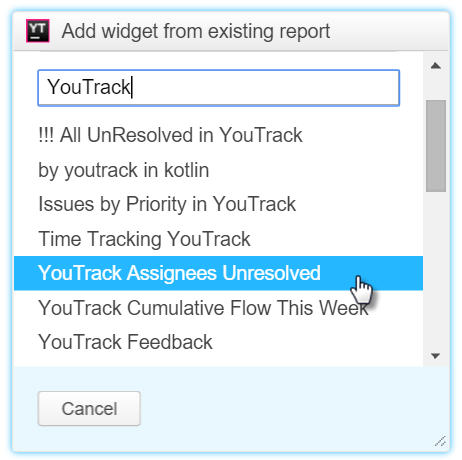 YT Add widget from existing report
YouTrack
!!! All UnResolved in YouTrack
by youtrack in kotlin
Issues by Priority in YouTrack
Time Tracking YouTrack
YouTrack Assignees Unresolved
YouTrack Cumulative Flow This Week
YouTrack Feedback
Cancel